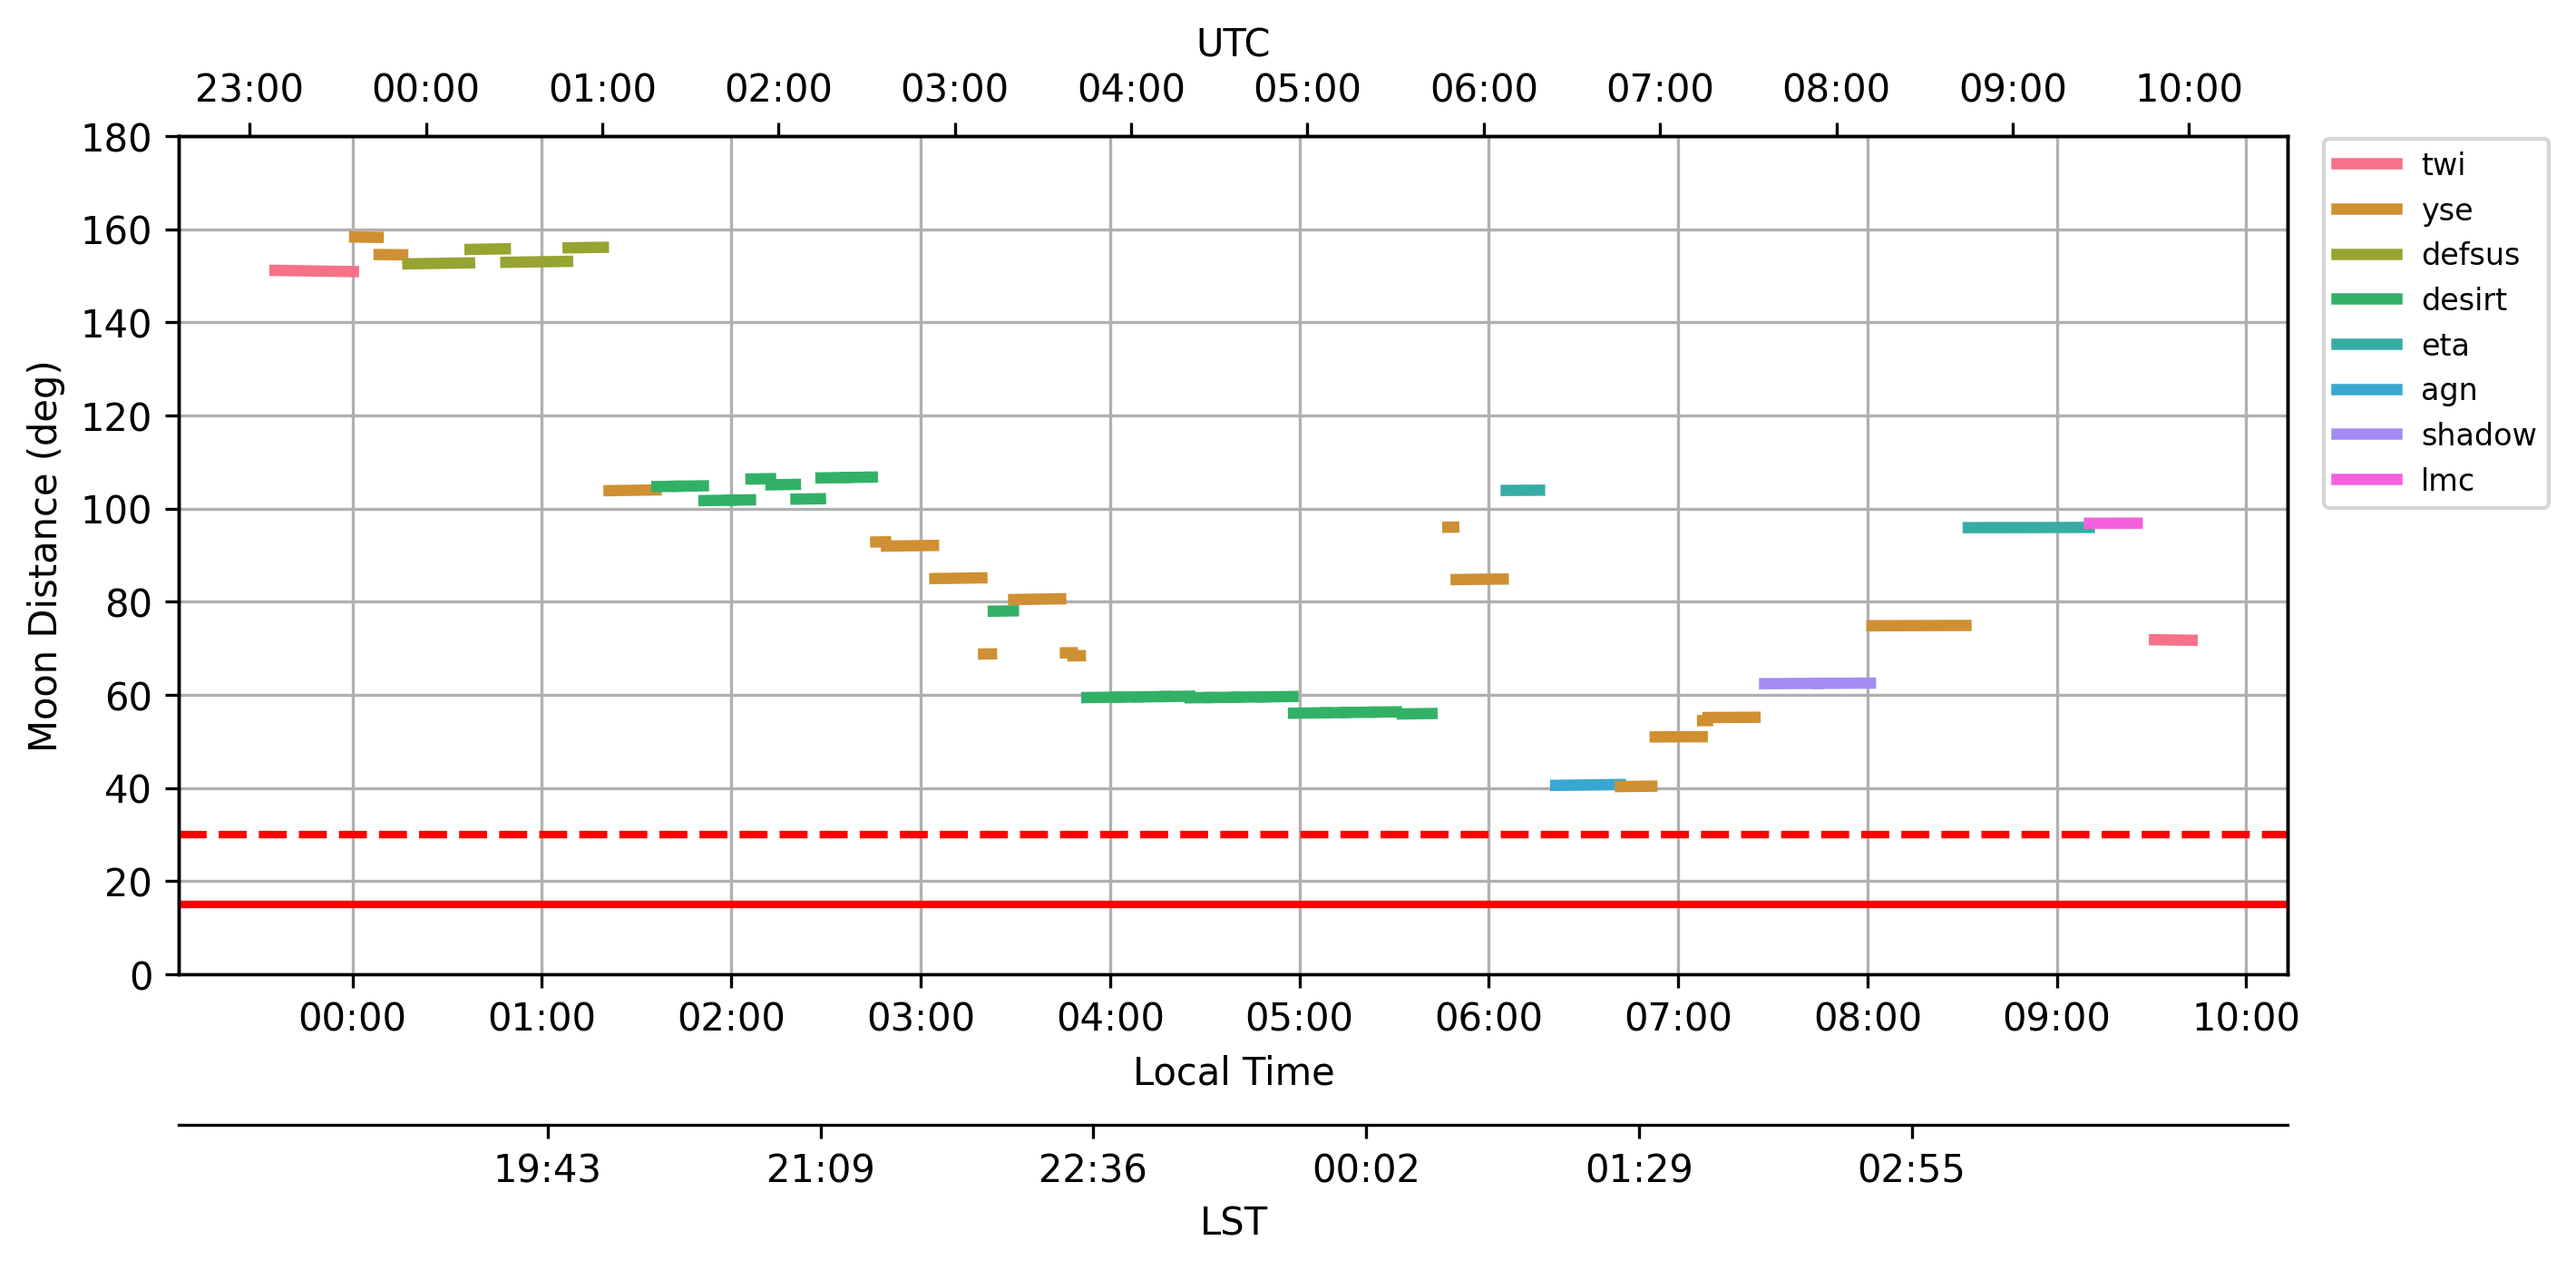 UTC
23:00 00:00 01:00 02:00 03:00 04:00 05:00 06:00 07:00 08:00 09:00 10:00
180
160
140
120
100
80
60
40
20
0
Moon Distance (deg)
twi
yse
defsus
desirt
eta
agn
shadow
lmc
00:00 01:00 02:00 03:00 04:00 05:00 06:00 07:00 08:00 09:00 10:00
Local Time
19:43 21:09 22:36 00:02 01:29 02:55
LST